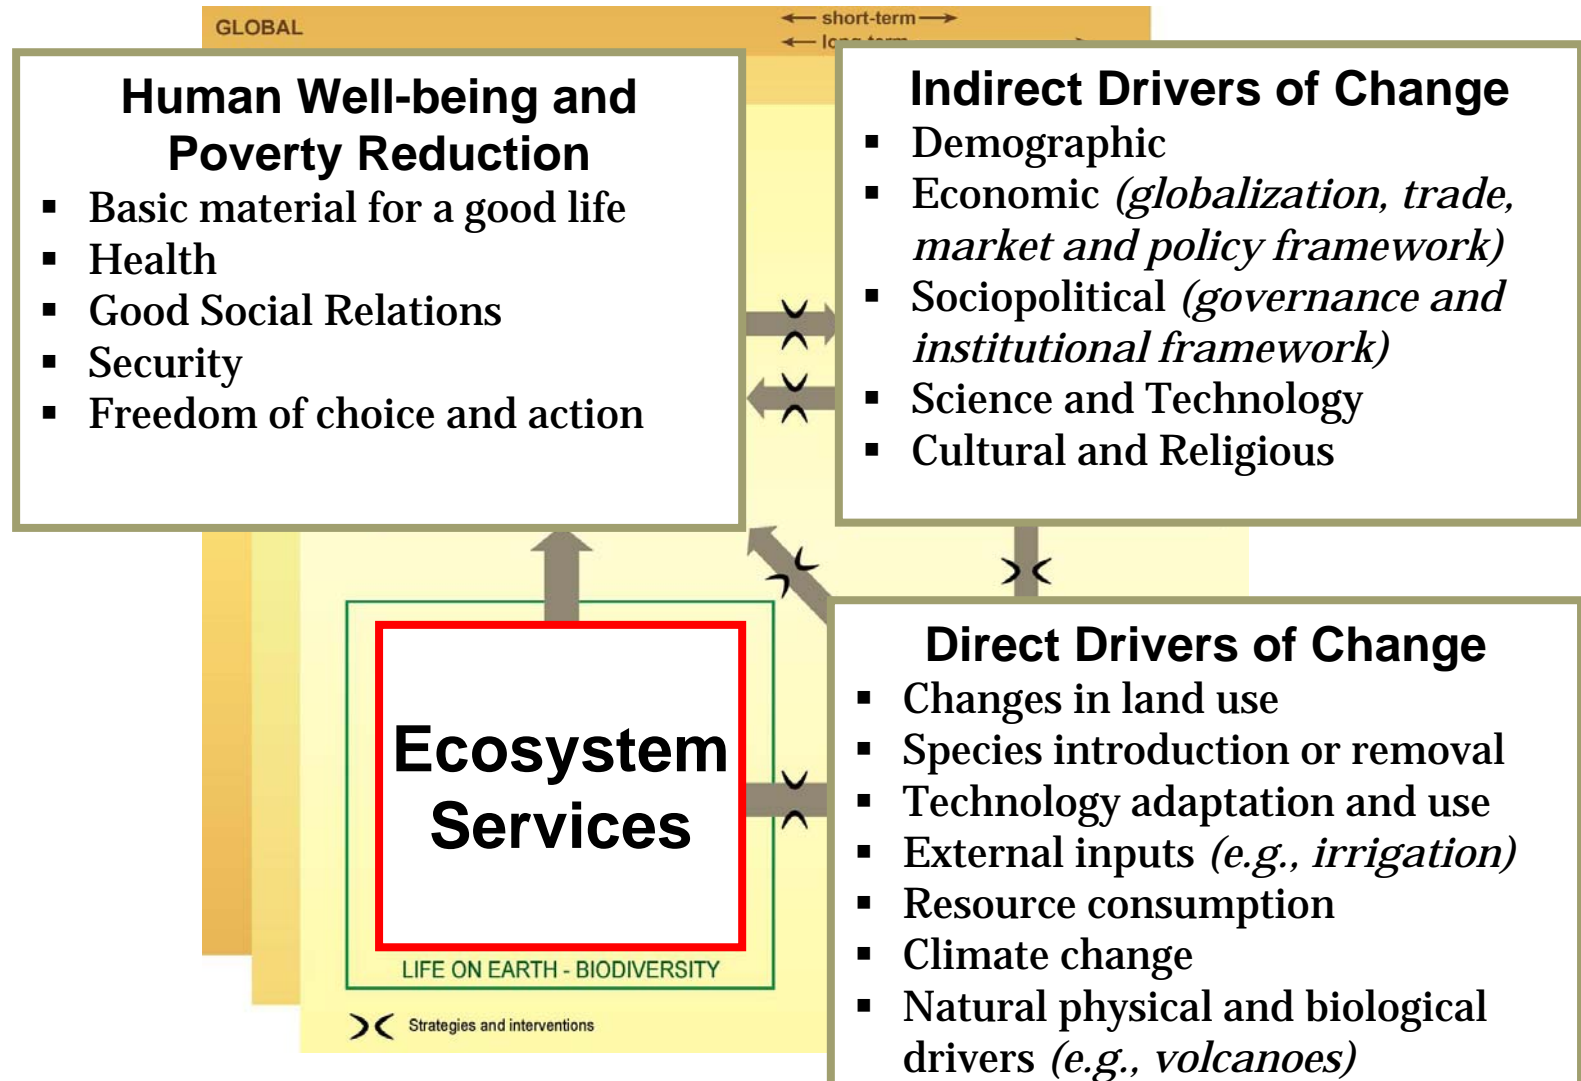 GLOBAL
short-term
long-term
Human Well-being and
Poverty Reduction
▪ Basic material for a good life
▪ Health
▪ Good Social Relations
▪ Security
▪ Freedom of choice and action
Indirect Drivers of Change
▪ Demographic
▪ Economic (globalization, trade,
market and policy framework)
▪ Sociopolitical (governance and
institutional framework)
▪ Science and Technology
▪ Cultural and Religious
Ecosystem
Services
LIFE ON EARTH - BIODIVERSITY
Strategies and interventions
Direct Drivers of Change
▪ Changes in land use
▪ Species introduction or removal
▪ Technology adaptation and use
▪ External inputs (e.g., irrigation)
▪ Resource consumption
▪ Climate change
▪ Natural physical and biological
drivers (e.g., volcanoes)